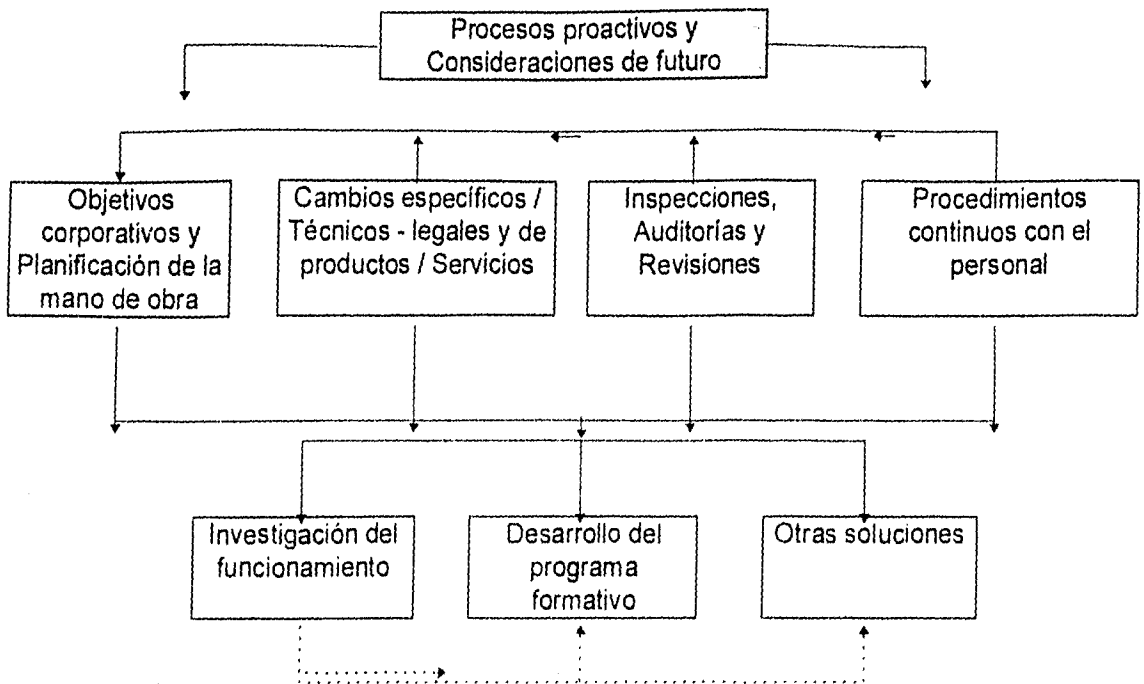 Procesos proactivos y
Consideraciones de futuro
Objetivos
corporativos y
Planificación de la
mano de obra
Cambios específicos /
Técnicos - legales y de
productos / Servicios
Inspecciones,
Auditorías y
Revisiones
Procedimientos
continuos con el
personal
Investigación del
funcionamiento
Desarrollo del
programa
formativo
Otras soluciones